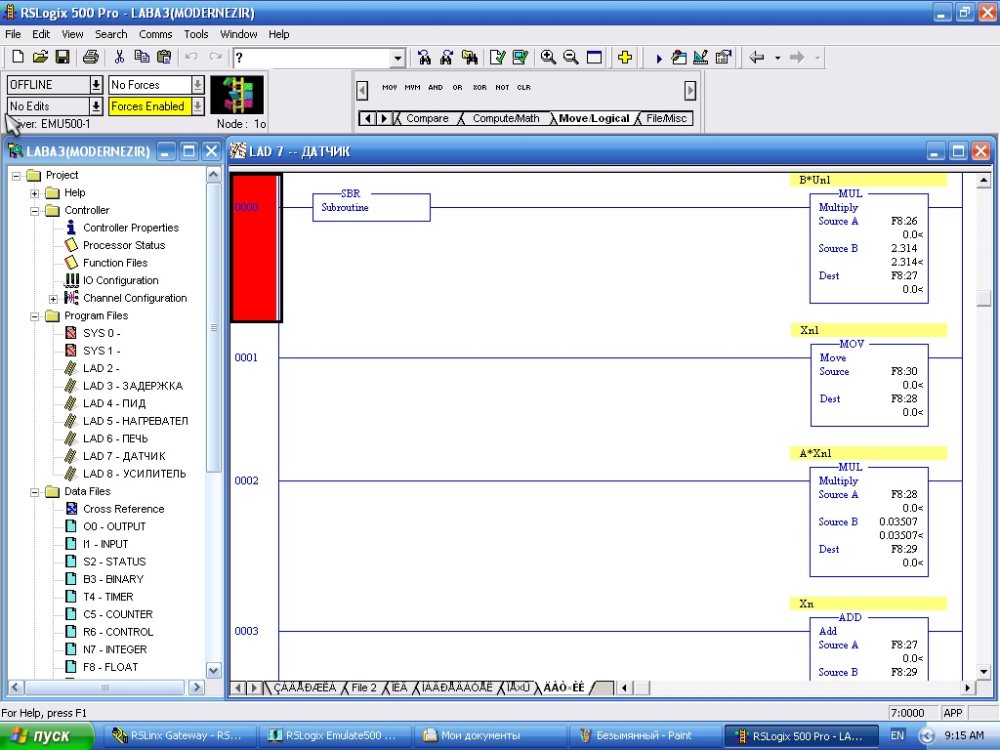 RSLogix 500 Pro - LABA3(MODERNEZIR)
File Edit View Search Comms Tools Window Help
?
OFFLINE No Forces
No Edits Forces Enabled
ver: EMU500-1 Node : 1o
MOV MVM AND OR XOR NOT CLR
Compare Compute/Math Move/Logical File/Misc
LABA3(MODERNEZIR)
Project
Help
Controller
Controller Properties
Processor Status
Function Files
IO Configuration
Channel Configuration
Program Files
SYS 0 -
SYS 1 -
LAD 2 -
LAD 3 - ЗАДЕРЖКА
LAD 4 - ПИД
LAD 5 - НАГРЕВАТЕЛ
LAD 6 - ПЕЧЬ
LAD 7 - ДАТЧИК
LAD 8 - УСИЛИТЕЛЬ
Data Files
Cross Reference
O0 - OUTPUT
I1 - INPUT
S2 - STATUS
B3 - BINARY
T4 - TIMER
C5 - COUNTER
R6 - CONTROL
N7 - INTEGER
F8 - FLOAT
LAD 7 -- ДАТЧИК
0000
SBR
Subroutine
B*Un1
MUL
Multiply
Source A F8:26
0.0<
Source B 2.314
2.314<
Dest F8:27
0.0<
0001
Xn1
MOV
Move
Source F8:30
0.0<
Dest F8:28
0.0<
0002
A*Xn1
MUL
Multiply
Source A F8:28
0.0<
Source B 0.03507
0.03507<
Dest F8:29
0.0<
0003
Xn
ADD
Add
Source A F8:27
0.0<
Source B F8:29
File 2
For Help, press F1
7:0000 APP
пуск
RSLinx Gateway - RS...
RSLogix Emulate500 ...
Мои документы
Безымянный - Paint
RSLogix 500 Pro - LA...
EN
9:15 AM